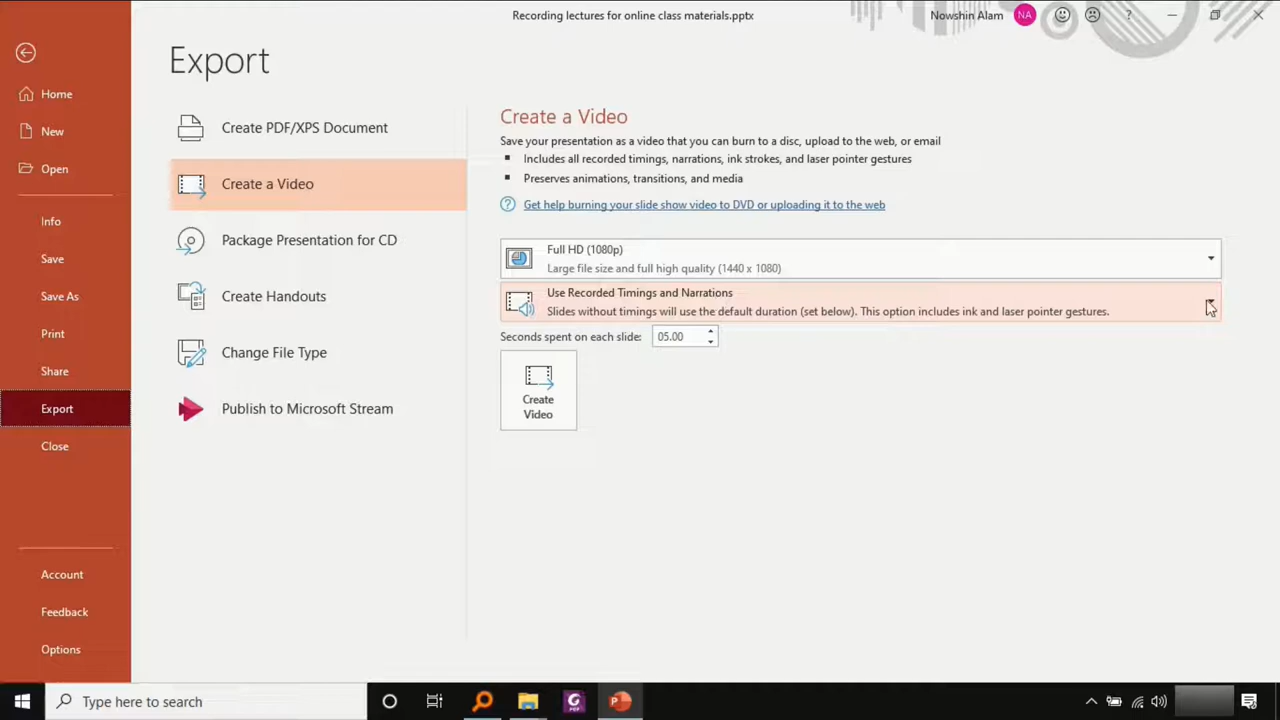 Recording lectures for online class materials.pptx
Nowshin Alam
NA
?
Export
Home
New
Open
Info
Save
Save As
Print
Share
Export
Close
Account
Feedback
Options
Create PDF/XPS Document
Create a Video
Package Presentation for CD
Create Handouts
Change File Type
Publish to Microsoft Stream
Create a Video
Save your presentation as a video that you can burn to a disc, upload to the web, or email
Includes all recorded timings, narrations, ink strokes, and laser pointer gestures
Preserves animations, transitions, and media
? Get help burning your slide show video to DVD or uploading it to the web
Full HD (1080p)
Large file size and full high quality (1440 x 1080)
Use Recorded Timings and Narrations
Slides without timings will use the default duration (set below). This option includes ink and laser pointer gestures.
Seconds spent on each slide: 05.00
Create
Video
Type here to search
PDF
P